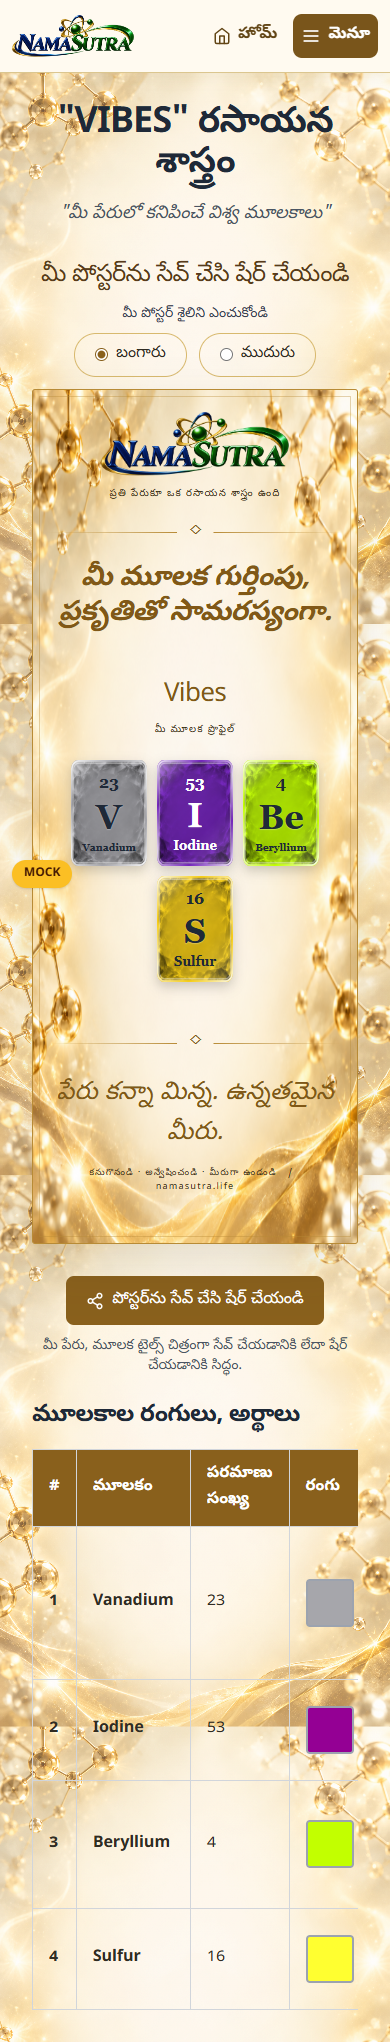 NAMASUTRA
హోమ్
మెనూ
"VIBES" రసాయన
శాస్త్రం
"మీ పేరులో కనిపించే విశ్వ మూలకాలు"
మీ పోస్టర్‌ను సేవ్ చేసి షేర్ చేయండి
మీ పోస్టర్ శైలిని ఎంచుకోండి
బంగారు
ముదురు
NAMASUTRA
ప్రతి పేరుకూ ఒక రసాయన శాస్త్రం ఉంది
మీ మూలక గుర్తింపు,
ప్రకృతితో సామరస్యంగా.
Vibes
మీ మూలక ప్రొఫైల్
23 53 4
V I Be
Vanadium Iodine Beryllium
MOCK
16
S
Sulfur
పేరు కన్నా మిన్న. ఉన్నతమైన
మీరు.
కనుగొనండి · అన్వేషించండి · మీరుగా ఉండండి /
namasutra.life
పోస్టర్‌ను సేవ్ చేసి షేర్ చేయండి
మీ పేరు, మూలక టైల్స్ చిత్రంగా సేవ్ చేయడానికి లేదా షేర్
చేయడానికి సిద్ధం.
మూలకాల రంగులు, అర్థాలు
# మూలకం పరమాణు సంఖ్య రంగు
1 Vanadium 23
2 Iodine 53
3 Beryllium 4
4 Sulfur 16